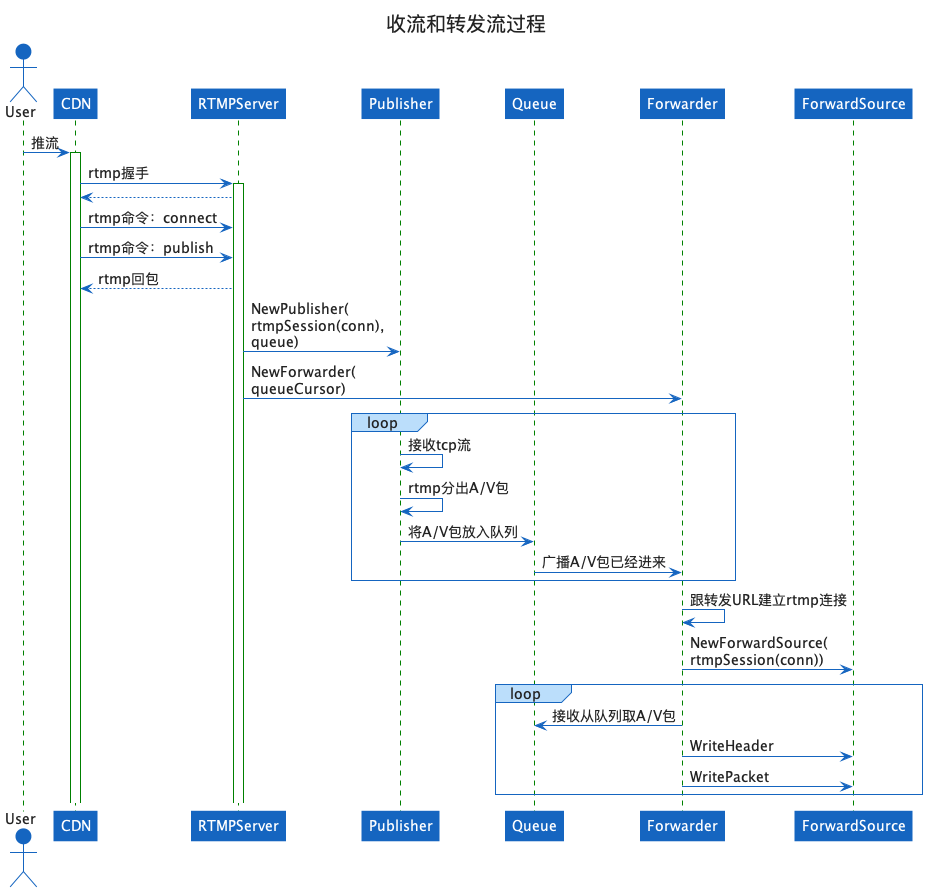 收流和转发流过程
User
CDN
RTMPServer
Publisher
Queue
Forwarder
ForwardSource
推流
rtmp握手
rtmp命令：connect
rtmp命令：publish
rtmp回包
NewPublisher(
rtmpSession(conn),
queue)
NewForwarder(
queueCursor)
loop
接收tcp流
rtmp分出A/V包
将A/V包放入队列
广播A/V包已经进来
跟转发URL建立rtmp连接
NewForwardSource(
rtmpSession(conn))
loop
接收从队列取A/V包
WriteHeader
WritePacket
User
CDN
RTMPServer
Publisher
Queue
Forwarder
ForwardSource